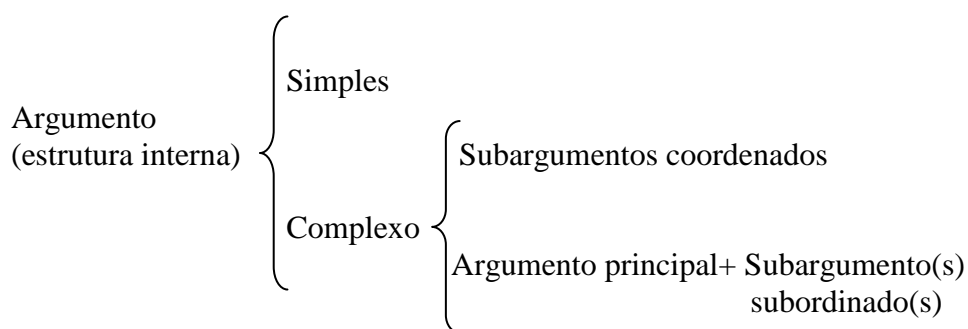 Simples
Argumento
(estrutura interna)
Subargumentos coordenados
Complexo
Argumento principal+ Subargumento(s)
subordinado(s)